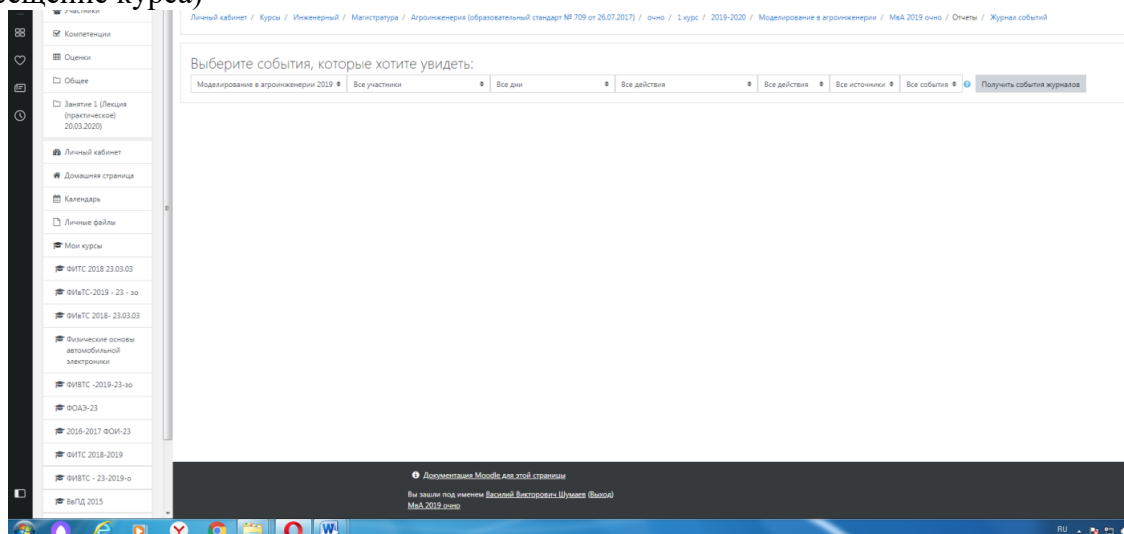 ещение курса)
Участники
Компетенции
Оценки
Общее
Занятие 1 (Лекция
(практическое)
20.03.2020)
Личный кабинет
Домашняя страница
Календарь
Личные файлы
Мои курсы
ФИТС 2018 23.03.03
ФИвТС-2019 - 23 - зо
ФИвТС 2018- 23.03.03
Физические основы
автомобильной
электроники
ФИВТС -2019-23-зо
ФОАЭ-23
2016-2017 ФОИ-23
ФИТС 2018-2019
ФИВТС - 23-2019-о
ВеПД 2015
Личный кабинет / Курсы / Инженерный / Магистратура / Агроинженерия (образовательный стандарт № 709 от 26.07.2017) / очно / 1 курс / 2019-2020 / Моделирование в агроинженерии / МвА 2019 очно / Отчеты / Журнал событий
Выберите события, которые хотите увидеть:
Моделирование в агроинженерии 2019 Все участники Все дни Все действия Все действия Все источники Все события Получить события журналов
Документация Moodle для этой страницы
Вы зашли под именем Василий Викторович Шумаев (Выход)
МвА 2019 очно
RU